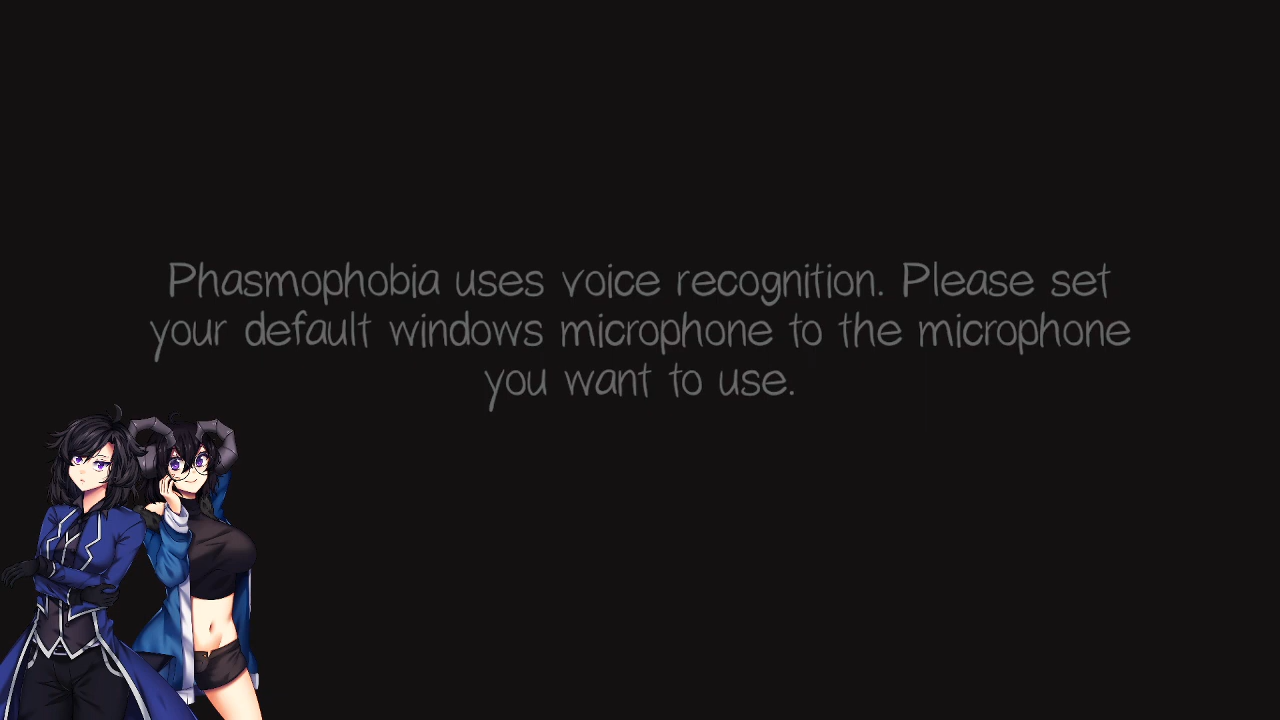 Phasmophobia uses voice recognition. Please set
your default windows microphone to the microphone
you want to use.